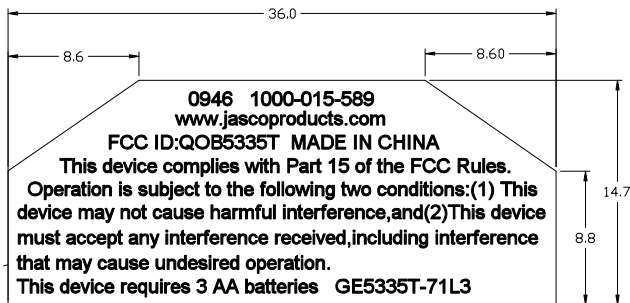 36.0
8.6 8.60
0946 1000-015-589
www.jascoproducts.com
FCC ID:QOB5335T MADE IN CHINA
This device complies with Part 15 of the FCC Rules.
Operation is subject to the following two conditions:(1) This
device may not cause harmful interference,and(2)This device
must accept any interference received,including interference
that may cause undesired operation.
This device requires 3 AA batteries GE5335T-71L3
14.7
8.8